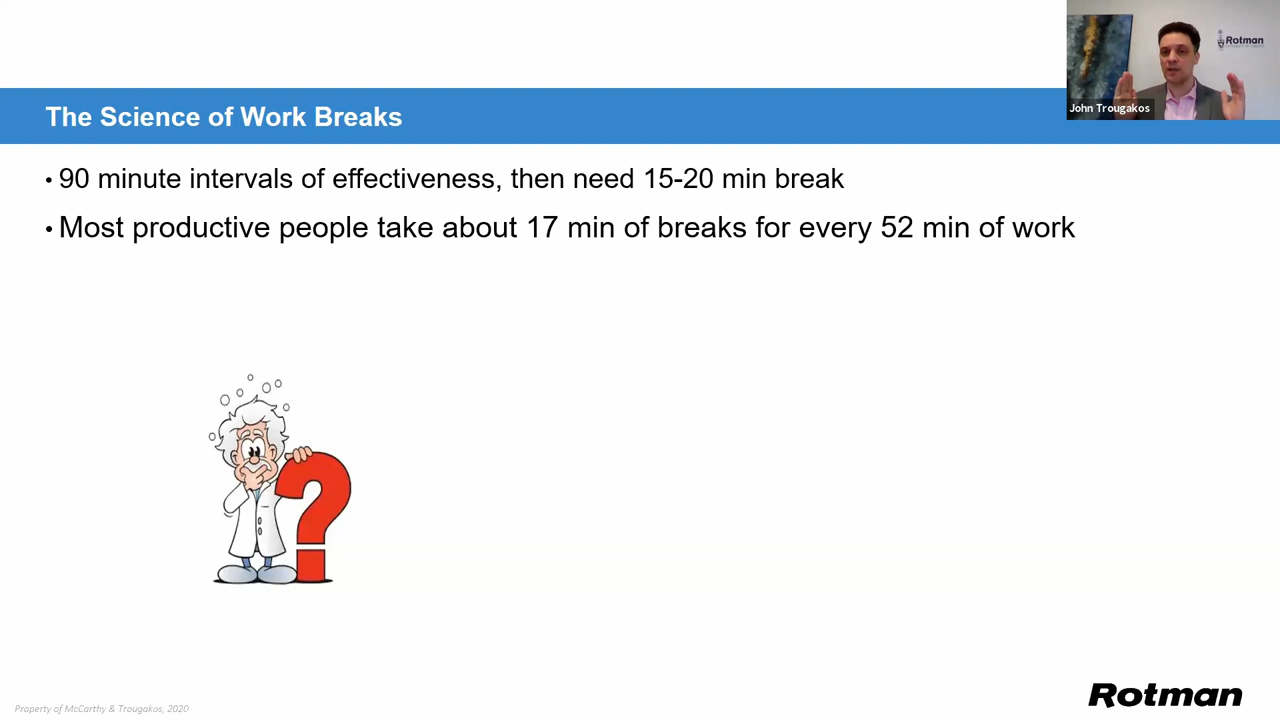 Rotman
John Trougakos
The Science of Work Breaks
• 90 minute intervals of effectiveness, then need 15-20 min break
• Most productive people take about 17 min of breaks for every 52 min of work
?
Property of McCarthy & Trougakos, 2020
Rotman